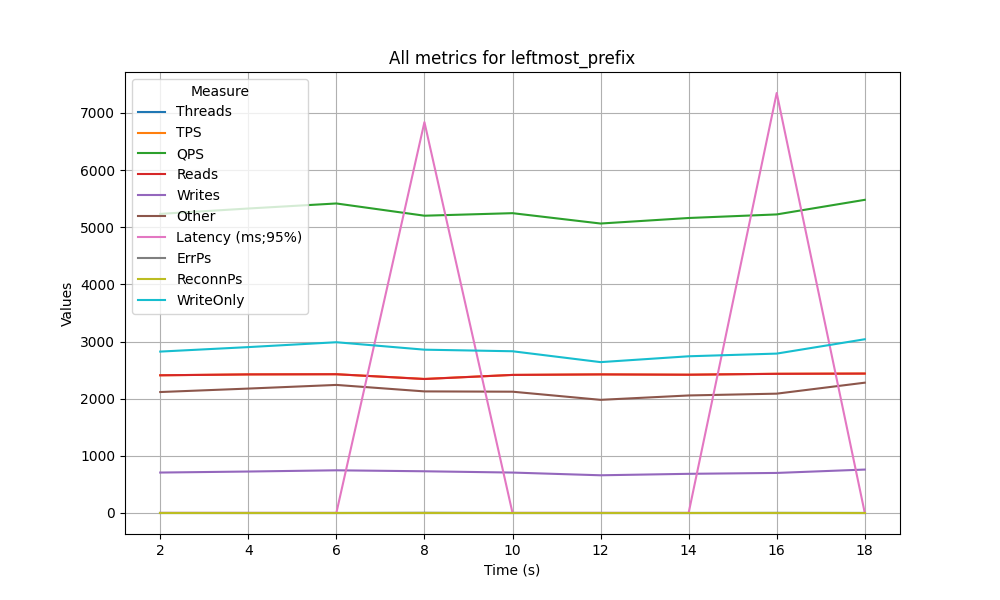 All metrics for leftmost_prefix
Measure
Threads
TPS
QPS
Reads
Writes
Other
Latency (ms;95%)
ErrPs
ReconnPs
WriteOnly
Values
7000
6000
5000
4000
3000
2000
1000
0
2 4 6 8 10 12 14 16 18
Time (s)